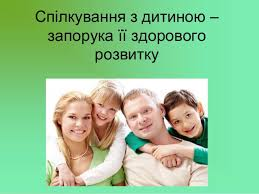 Спілкування з дитиною –
запорука її здорового
розвитку